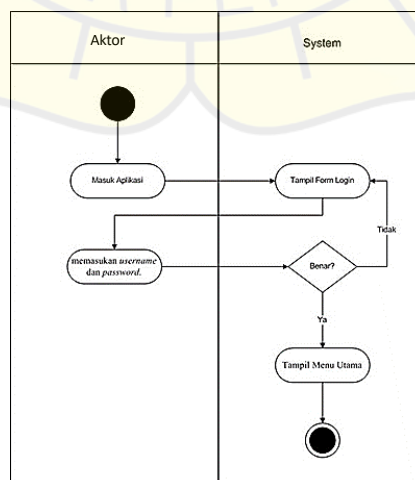 Aktor
System
Masuk Aplikasi
Tampil Form Login
Tidak
memasukan username
dan password.
Benar?
Ya
Tampil Menu Utama